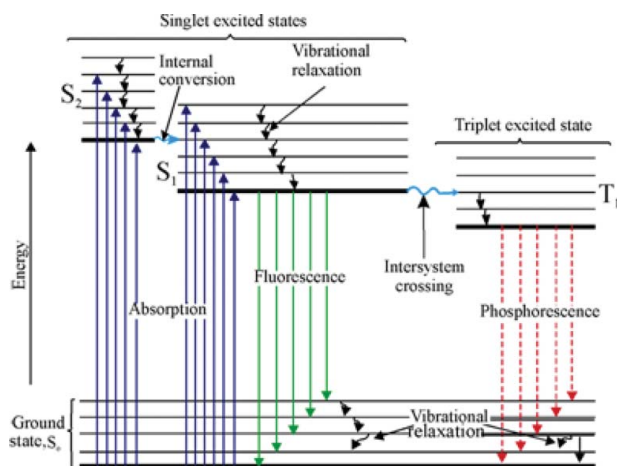 Singlet excited states
Internal
conversion
Vibrational
relaxation
S2
Triplet excited state
S1
T1
Energy
Intersystem
crossing
Fluorescence
Absorption
Phosphorescence
Ground
state,So
Vibrational
relaxation